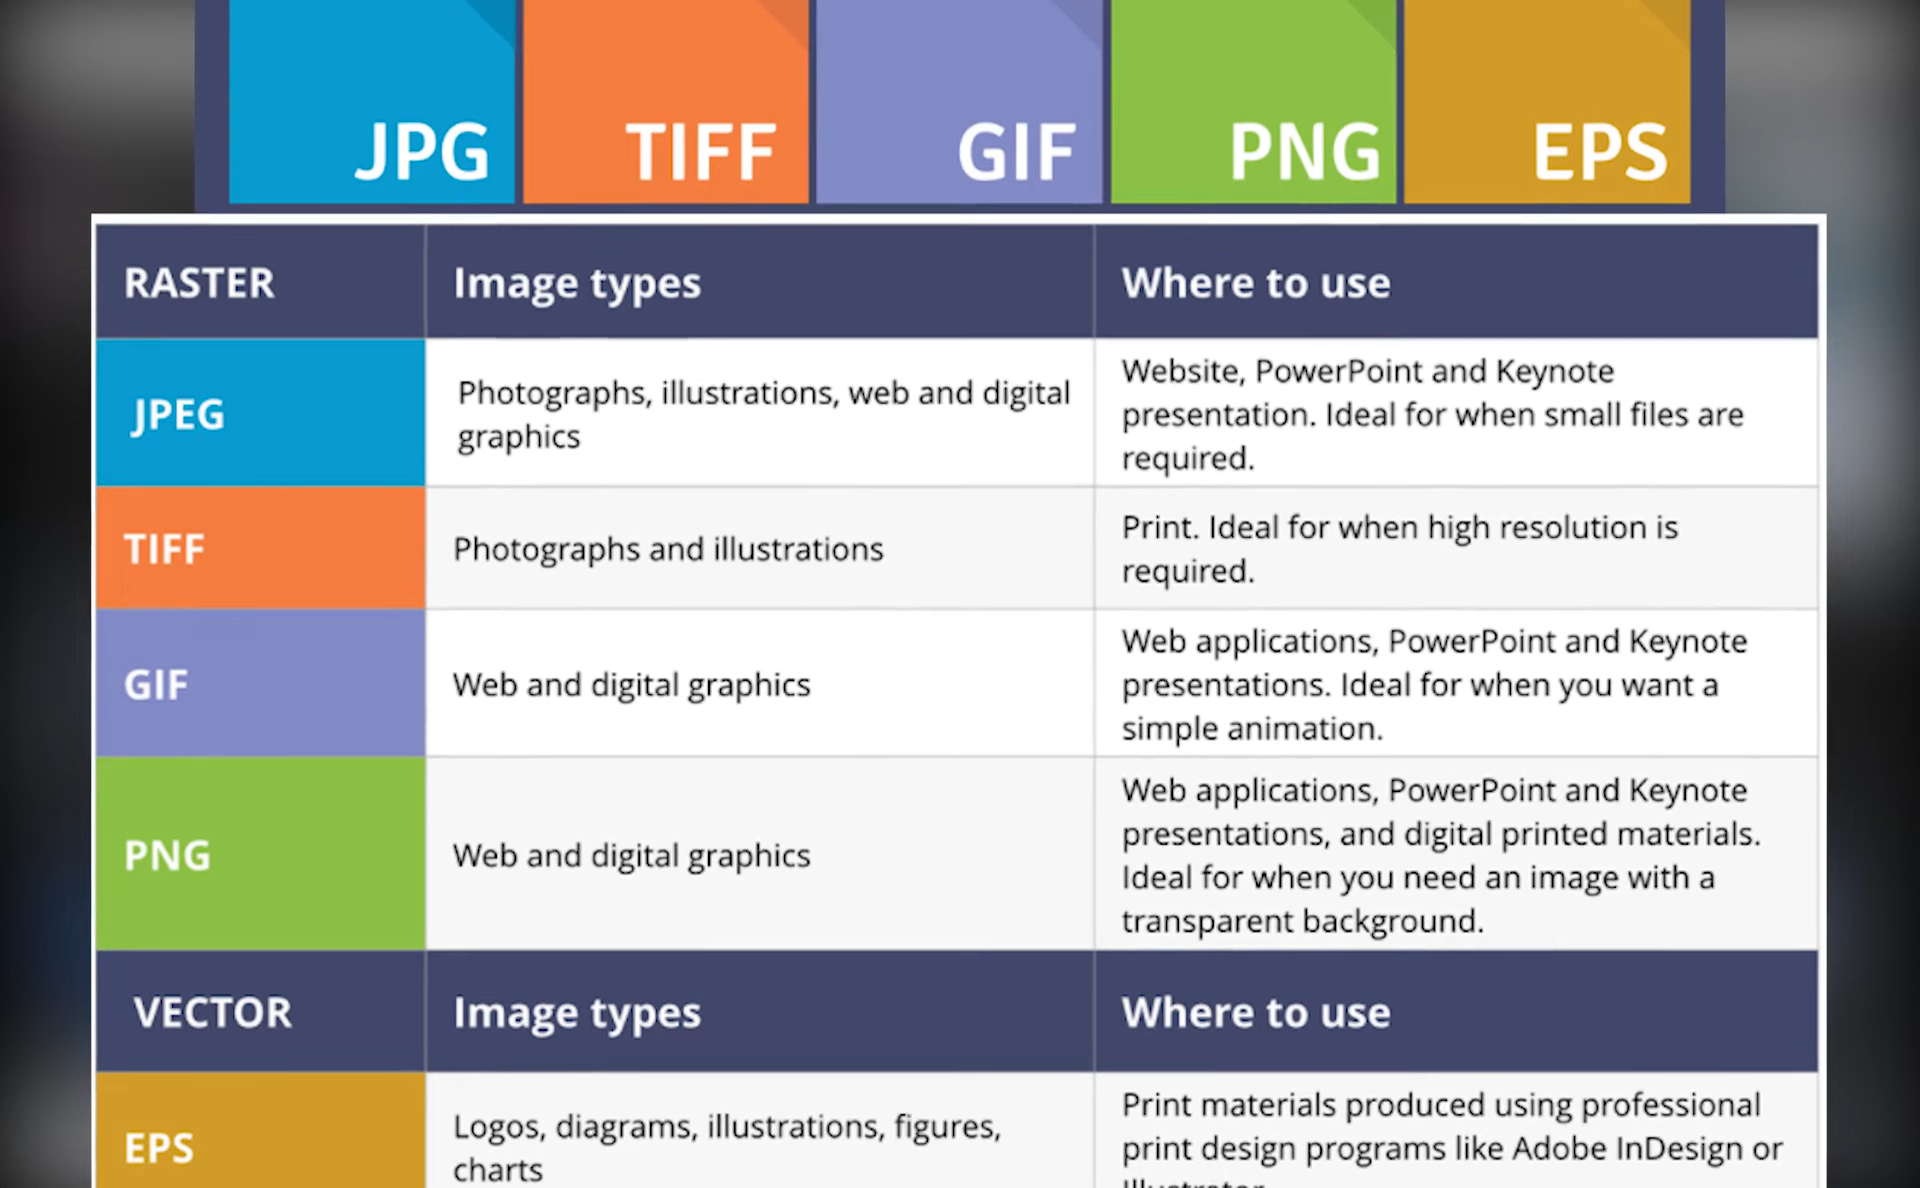 JPG TIFF GIF PNG EPS
RASTER Image types Where to use
JPEG
Photographs, illustrations, web and digital
graphics
Website, PowerPoint and Keynote
presentation. Ideal for when small files are
required.
TIFF
Photographs and illustrations
Print. Ideal for when high resolution is
required.
GIF
Web and digital graphics
Web applications, PowerPoint and Keynote
presentations. Ideal for when you want a
simple animation.
PNG
Web and digital graphics
Web applications, PowerPoint and Keynote
presentations, and digital printed materials.
Ideal for when you need an image with a
transparent background.
VECTOR Image types Where to use
EPS
Logos, diagrams, illustrations, figures,
charts
Print materials produced using professional
print design programs like Adobe InDesign or